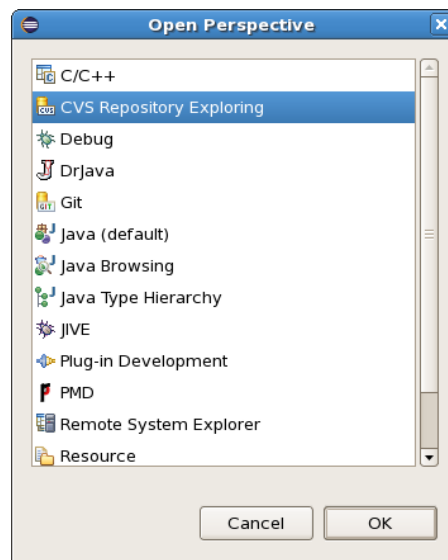 Open Perspective
C/C++
CVS Repository Exploring
Debug
DrJava
Git
Java (default)
Java Browsing
Java Type Hierarchy
JIVE
Plug-in Development
PMD
Remote System Explorer
Resource
Cancel
OK